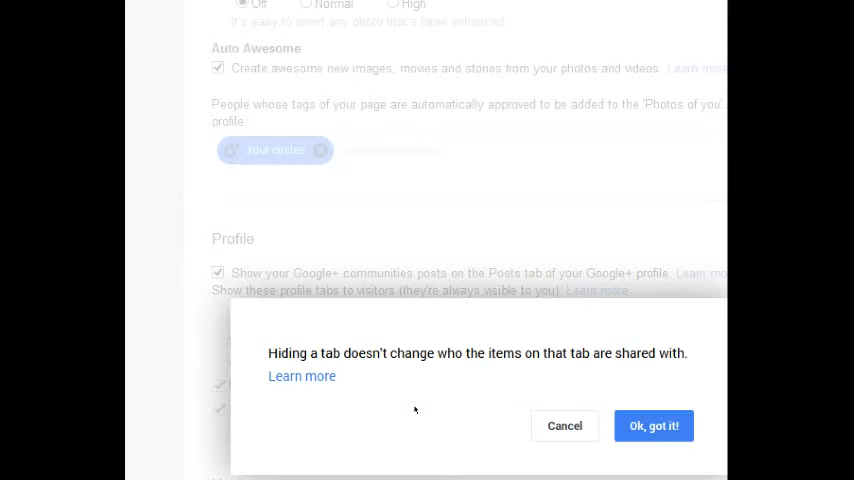 Off Normal High
It's easy to revert any photo that's been enhanced.
Auto Awesome
Create awesome new images, movies and stories from your photos and videos. Learn more
People whose tags of your page are automatically approved to be added to the 'Photos of you'
profile:
Your circles
Profile
Show your Google+ communities posts on the Posts tab of your Google+ profile. Learn mo
Show these profile tabs to visitors (they're always visible to you). Learn more
Hiding a tab doesn't change who the items on that tab are shared with.
Learn more
Cancel Ok, got it!